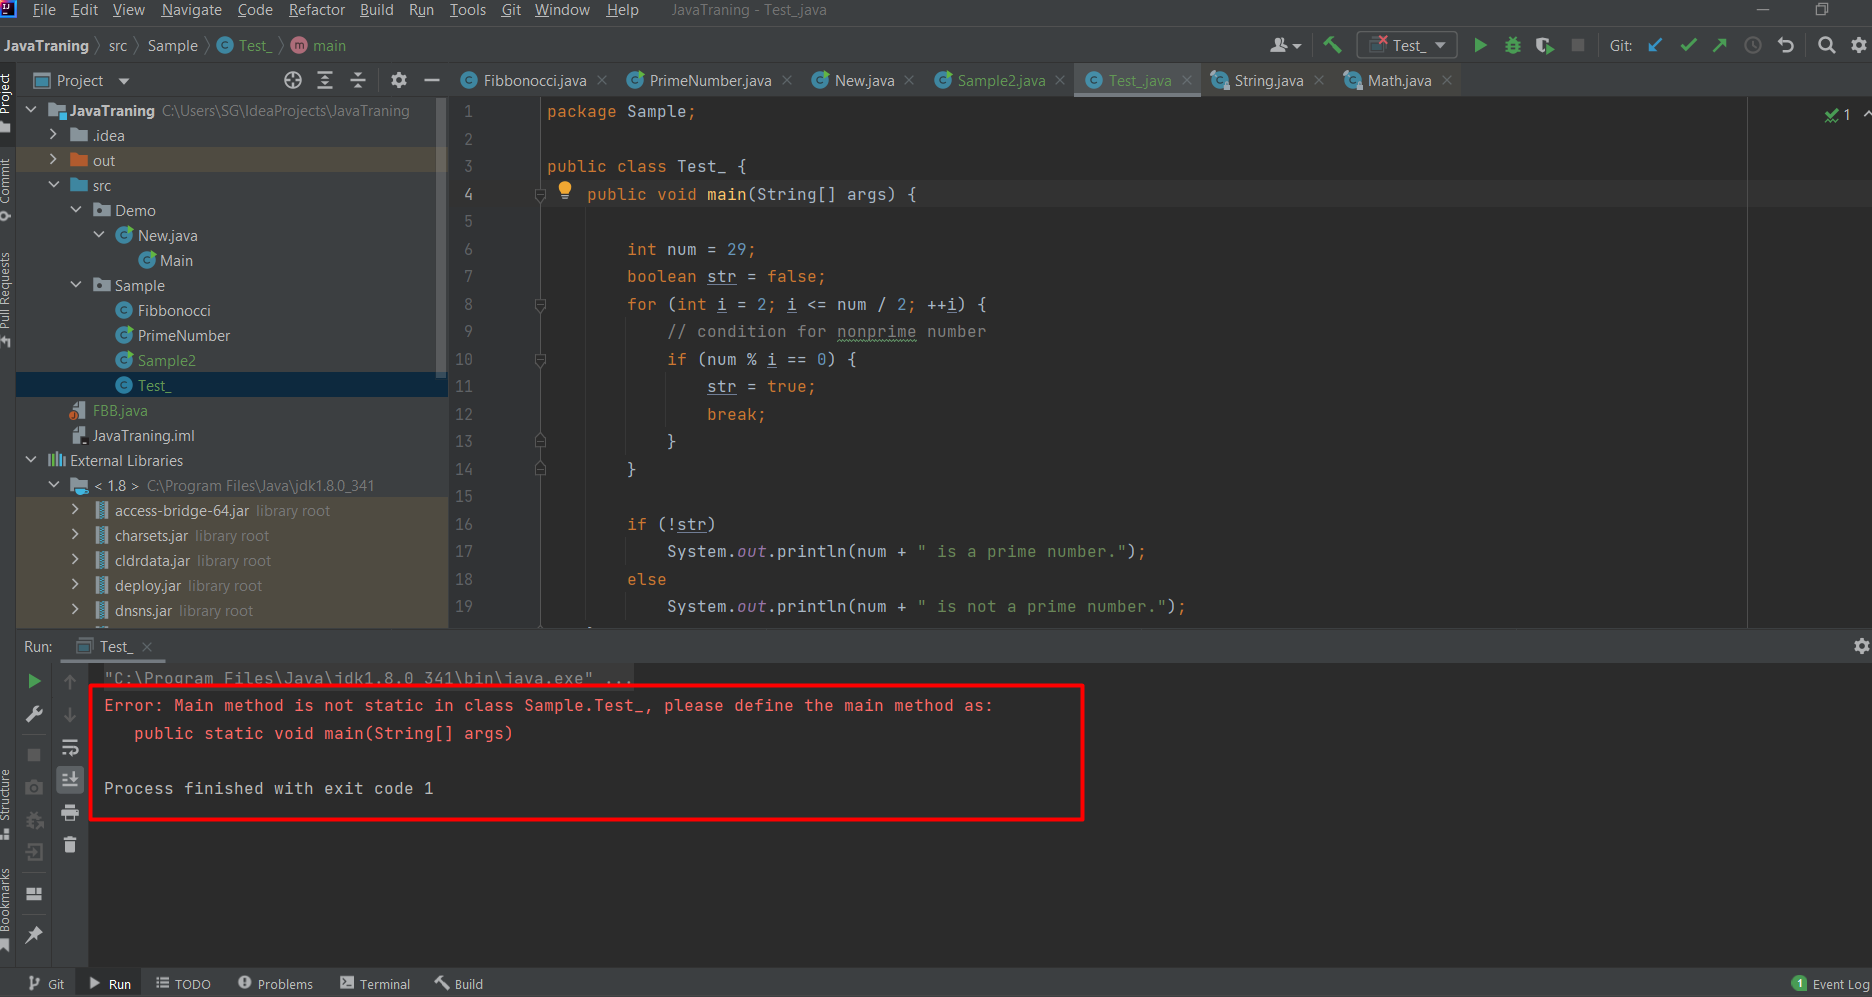 File Edit View Navigate Code Refactor Build Run Tools Git Window Help JavaTraning - Test_.java
JavaTraning src Sample Test_ main Test_ Git:
Project Fibbonocci.java PrimeNumber.java New.java Sample2.java Test_.java String.java Math.java
JavaTraning C:\Users\SG\IdeaProjects\JavaTraning
.idea
out
src
Demo
New.java
Main
Sample
Fibbonocci
PrimeNumber
Sample2
Test_
FBB.java
JavaTraning.iml
External Libraries
< 1.8 > C:\Program Files\Java\jdk1.8.0_341
access-bridge-64.jar library root
charsets.jar library root
cldrdata.jar library root
deploy.jar library root
dnsns.jar library root
Project
Commit
Pull Requests
Structure
Bookmarks
1 package Sample;
2
3 public class Test_ {
4 public void main(String[] args) {
5
6 int num = 29;
7 boolean str = false;
8 for (int i = 2; i <= num / 2; ++i) {
9 // condition for nonprime number
10 if (num % i == 0) {
11 str = true;
12 break;
13 }
14 }
15
16 if (!str)
17 System.out.println(num + " is a prime number.");
18 else
19 System.out.println(num + " is not a prime number.");
1
Run: Test_
"C:\Program Files\Java\jdk1.8.0_341\bin\java.exe" ...
Error: Main method is not static in class Sample.Test_, please define the main method as:
public static void main(String[] args)
Process finished with exit code 1
Git Run TODO Problems Terminal Build 1 Event Log